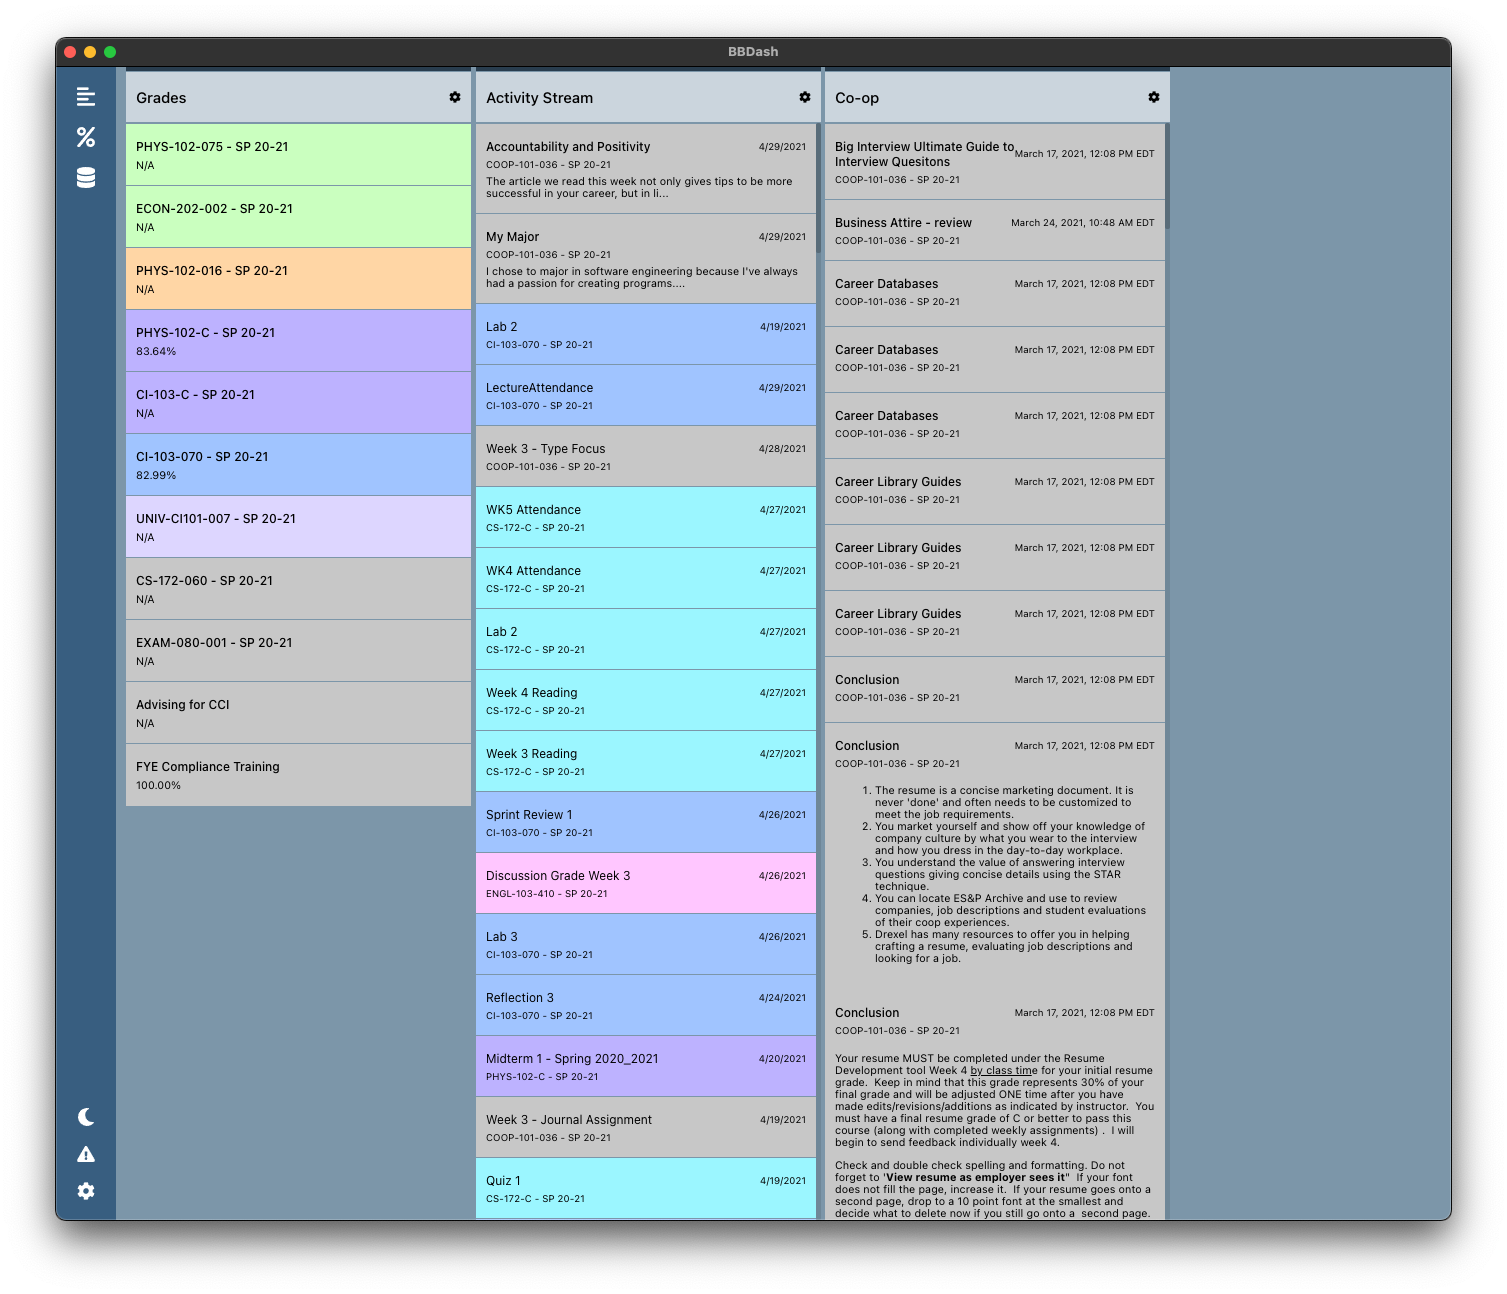 BBDash
Grades
PHYS-102-075 - SP 20-21
N/A
ECON-202-002 - SP 20-21
N/A
PHYS-102-016 - SP 20-21
N/A
PHYS-102-C - SP 20-21
83.64%
CI-103-C - SP 20-21
N/A
CI-103-070 - SP 20-21
82.99%
UNIV-CI101-007 - SP 20-21
N/A
CS-172-060 - SP 20-21
N/A
EXAM-080-001 - SP 20-21
N/A
Advising for CCI
N/A
FYE Compliance Training
100.00%
Activity Stream
Accountability and Positivity 4/29/2021
COOP-101-036 - SP 20-21
The article we read this week not only gives tips to be more
successful in your career, but in li...
My Major 4/29/2021
COOP-101-036 - SP 20-21
I chose to major in software engineering because I've always
had a passion for creating programs....
Lab 2 4/19/2021
CI-103-070 - SP 20-21
LectureAttendance 4/29/2021
CI-103-070 - SP 20-21
Week 3 - Type Focus 4/28/2021
COOP-101-036 - SP 20-21
WK5 Attendance 4/27/2021
CS-172-C - SP 20-21
WK4 Attendance 4/27/2021
CS-172-C - SP 20-21
Lab 2 4/27/2021
CS-172-C - SP 20-21
Week 4 Reading 4/27/2021
CS-172-C - SP 20-21
Week 3 Reading 4/27/2021
CS-172-C - SP 20-21
Sprint Review 1 4/26/2021
CI-103-070 - SP 20-21
Discussion Grade Week 3 4/26/2021
ENGL-103-410 - SP 20-21
Lab 3 4/26/2021
CI-103-070 - SP 20-21
Reflection 3 4/24/2021
CI-103-070 - SP 20-21
Midterm 1 - Spring 2020_2021 4/20/2021
PHYS-102-C - SP 20-21
Week 3 - Journal Assignment 4/19/2021
COOP-101-036 - SP 20-21
Quiz 1 4/19/2021
CS-172-C - SP 20-21
Co-op
Big Interview Ultimate Guide to March 17, 2021, 12:08 PM EDT
Interview Quesitons
COOP-101-036 - SP 20-21
Business Attire - review March 24, 2021, 10:48 AM EDT
COOP-101-036 - SP 20-21
Career Databases March 17, 2021, 12:08 PM EDT
COOP-101-036 - SP 20-21
Career Databases March 17, 2021, 12:08 PM EDT
COOP-101-036 - SP 20-21
Career Databases March 17, 2021, 12:08 PM EDT
COOP-101-036 - SP 20-21
Career Library Guides March 17, 2021, 12:08 PM EDT
COOP-101-036 - SP 20-21
Career Library Guides March 17, 2021, 12:08 PM EDT
COOP-101-036 - SP 20-21
Career Library Guides March 17, 2021, 12:08 PM EDT
COOP-101-036 - SP 20-21
Conclusion March 17, 2021, 12:08 PM EDT
COOP-101-036 - SP 20-21
Conclusion March 17, 2021, 12:08 PM EDT
COOP-101-036 - SP 20-21
1. The resume is a concise marketing document. It is
never 'done' and often needs to be customized to
meet the job requirements.
2. You market yourself and show off your knowledge of
company culture by what you wear to the interview
and how you dress in the day-to-day workplace.
3. You understand the value of answering interview
questions giving concise details using the STAR
technique.
4. You can locate ES&P Archive and use to review
companies, job descriptions and student evaluations
of their coop experiences.
5. Drexel has many resources to offer you in helping
crafting a resume, evaluating job descriptions and
looking for a job.
Conclusion March 17, 2021, 12:08 PM EDT
COOP-101-036 - SP 20-21
Your resume MUST be completed under the Resume
Development tool Week 4 by class time for your initial resume
grade. Keep in mind that this grade represents 30% of your
final grade and will be adjusted ONE time after you have
made edits/revisions/additions as indicated by instructor. You
must have a final resume grade of C or better to pass this
course (along with completed weekly assignments) . I will
begin to send feedback individually week 4.
Check and double check spelling and formatting. Do not
forget to 'View resume as employer sees it" If your font
does not fill the page, increase it. If your resume goes onto a
second page, drop to a 10 point font at the smallest and
decide what to delete now if you still go onto a second page.